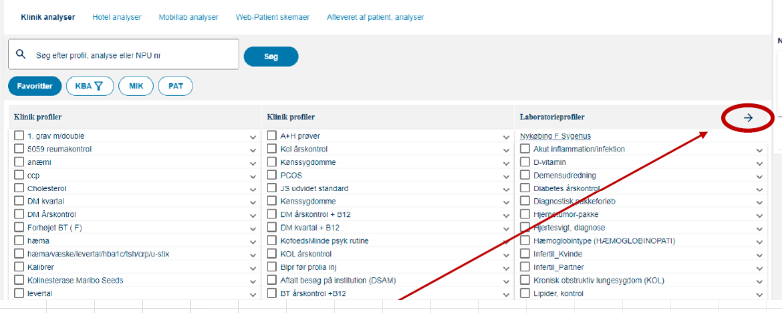 Klinik analyser
Hotel analyser
Mobillab analyser
Web-Patient skemaer
Afleveret af patient. analyser
Søg efter profil, analyse eller NPU nr
Søg
Favoritter
KBA
MIK
PAT
Klinik profiler
1. grav m/double
5059 reumakontrol
anæmi
ccp
Cholesterol
DM kvartal
DM Årskontrol
Forhøjet BT ( F)
hæma
hæma/væske/levertal/hba1c/tsh/crp/u-stix
Kalibrer
Kolinesterase Maribo Seeds
levertal
Klinik profiler
A+H prøver
Kol årskontrol
Kønssygdomme
PCOS
JS udvidet standard
Kønssygdomme
DM årskontrol + B12
DM kvartal + B12
Kofoeds/Minde psyk rutine
KOL årskontrol
Blpr før prolia inj
Aftalt besøg på institution (DSAM)
BT årskontrol +B12
Laboratorieprofiler
Nykøbing F Sygehus
Akut inflammation/infektion
D-vitamin
Demensudredning
Diabetes årskontrol
Diagnostisk pakkeforløb
Hjernetumor-pakke
Hjertesvigt, diagnose
Hæmoglobintype (HÆMOGLOBINOPATI)
Infertil_Kvinde
Infertil_Partner
Kronisk obstruktiv lungesygdom (KOL)
Lipider, kontrol